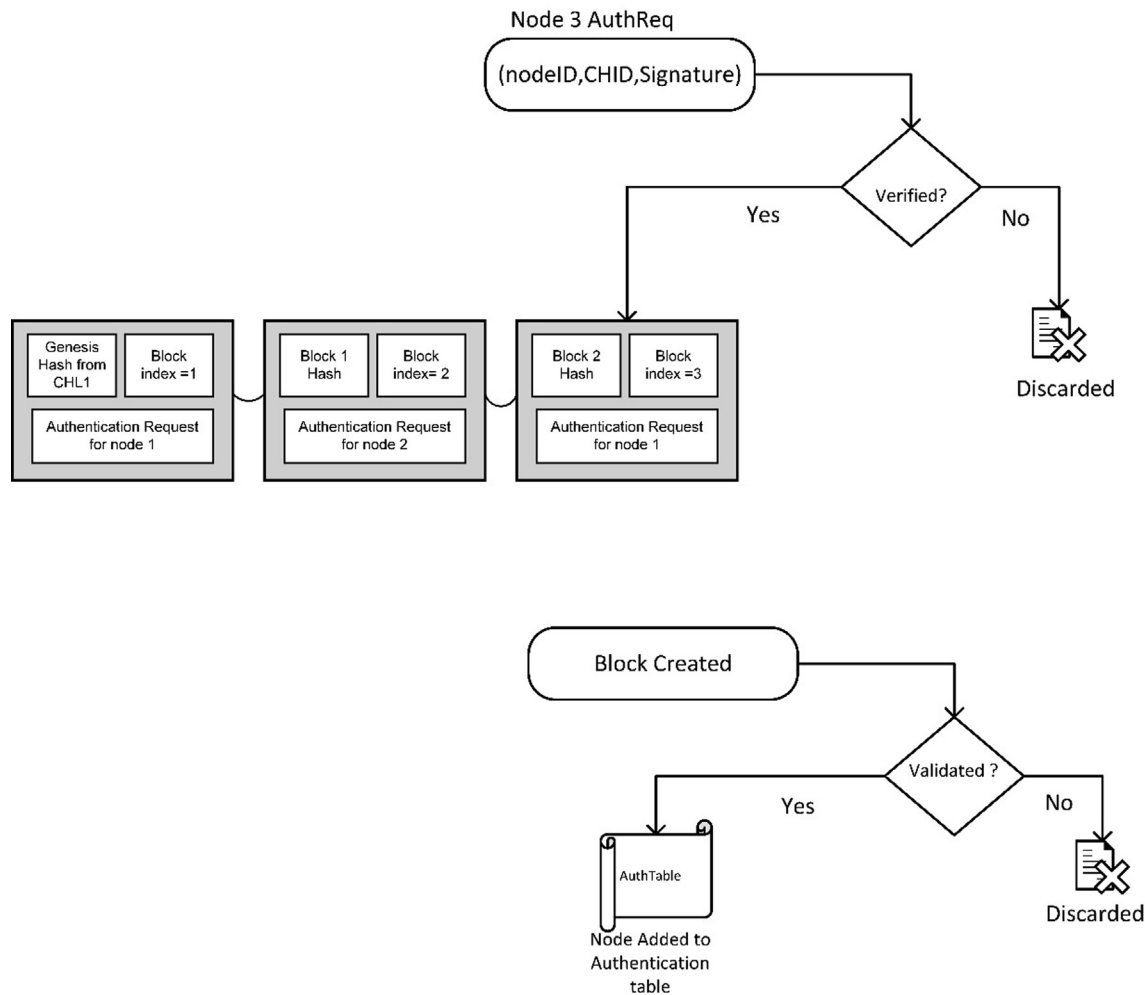 Node 3 AuthReq
(nodeID,CHID,Signature)
Verified?
Yes
No
Discarded
Genesis
Hash from
CHL1
Block
index =1
Authentication Request
for node 1
Block 1
Hash
Block
index= 2
Authentication Request
for node 2
Block 2
Hash
Block
index =3
Authentication Request
for node 1
Block Created
Validated ?
Yes
No
AuthTable
Node Added to
Authentication
table
Discarded